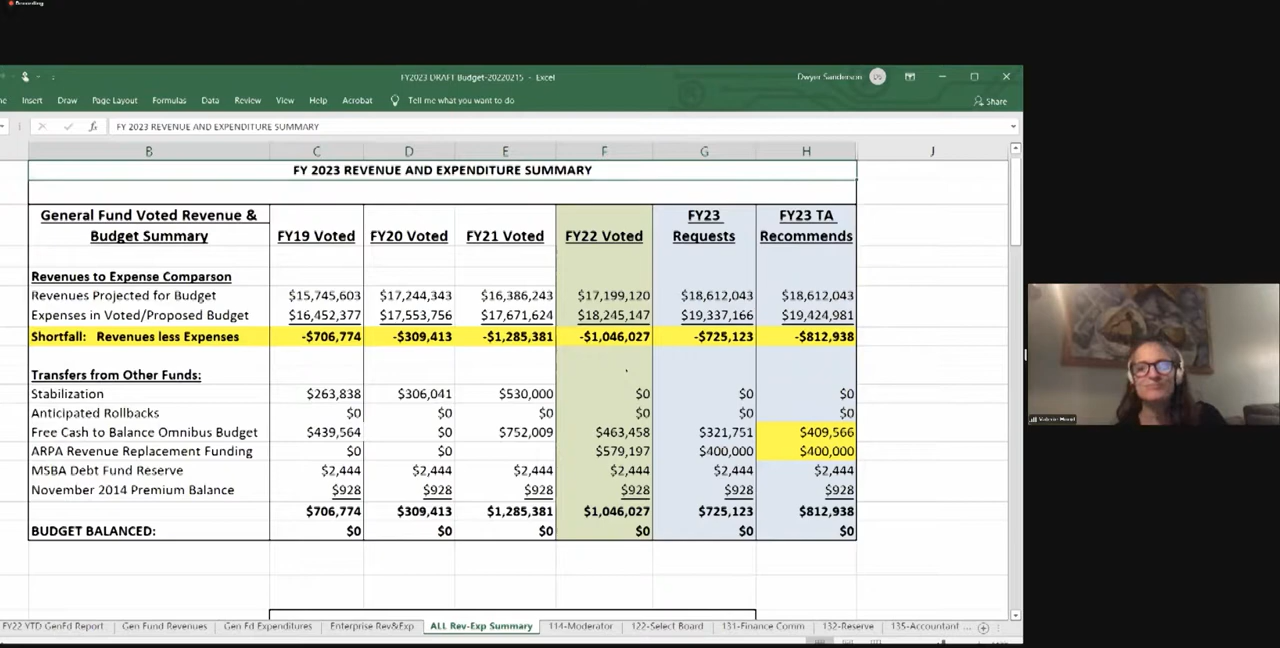 Recording
FY2023 DRAFT Budget-20220215 - Excel
Dwyer Sanderson
DS
Insert Draw Page Layout Formulas Data Review View Help Acrobat Tell me what you want to do
Share
fx FY 2023 REVENUE AND EXPENDITURE SUMMARY
B C D E F G H J
FY 2023 REVENUE AND EXPENDITURE SUMMARY
General Fund Voted Revenue & FY23 FY23 TA
Budget Summary FY19 Voted FY20 Voted FY21 Voted FY22 Voted Requests Recommends
Revenues to Expense Comparison
Revenues Projected for Budget $15,745,603 $17,244,343 $16,386,243 $17,199,120 $18,612,043 $18,612,043
Expenses in Voted/Proposed Budget $16,452,377 $17,553,756 $17,671,624 $18,245,147 $19,337,166 $19,424,981
Shortfall: Revenues less Expenses -$706,774 -$309,413 -$1,285,381 -$1,046,027 -$725,123 -$812,938
Transfers from Other Funds:
Stabilization $263,838 $306,041 $530,000 $0 $0 $0
Anticipated Rollbacks $0 $0 $0 $0 $0 $0
Free Cash to Balance Omnibus Budget $439,564 $0 $752,009 $463,458 $321,751 $409,566
ARPA Revenue Replacement Funding $0 $0 $579,197 $400,000 $400,000
MSBA Debt Fund Reserve $2,444 $2,444 $2,444 $2,444 $2,444 $2,444
November 2014 Premium Balance $928 $928 $928 $928 $928 $928
$706,774 $309,413 $1,285,381 $1,046,027 $725,123 $812,938
BUDGET BALANCED: $0 $0 $0 $0 $0 $0
FY22 YTD GenFd Report Gen Fund Revenues Gen Fd Expenditures Enterprise Rev&Exp ALL Rev-Exp Summary 114-Moderator 122-Select Board 131-Finance Comm 132-Reserve 135-Accountant ...